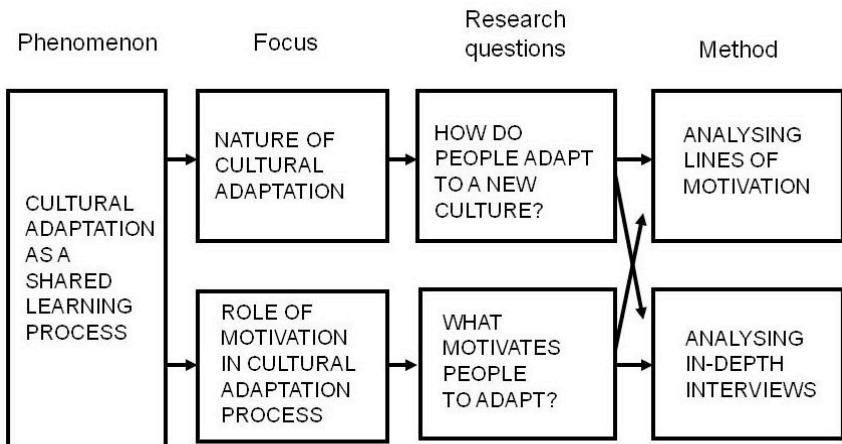 Phenomenon
Focus
Research
questions
Method
CULTURAL
ADAPTATION
AS A
SHARED
LEARNING
PROCESS
NATURE OF
CULTURAL
ADAPTATION
HOW DO
PEOPLE ADAPT
TO A NEW
CULTURE?
ANALYSING
LINES OF
MOTIVATION
ROLE OF
MOTIVATION
IN CULTURAL
ADAPTATION
PROCESS
WHAT
MOTIVATES
PEOPLE
TO ADAPT?
ANALYSING
IN-DEPTH
INTERVIEWS